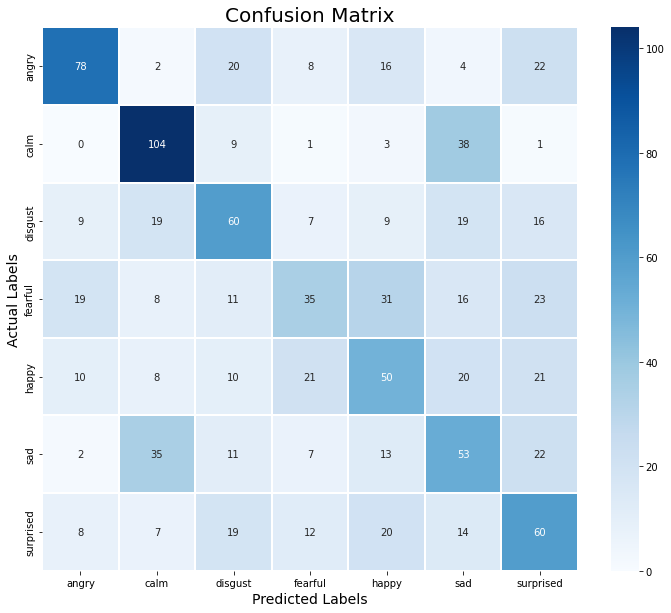 Confusion Matrix
angry 78 2 20 8 16 4 22
calm 0 104 9 1 3 38 1
disgust 9 19 60 7 9 19 16
fearful 19 8 11 35 31 16 23
happy 10 8 10 21 50 20 21
sad 2 35 11 7 13 53 22
surprised 8 7 19 12 20 14 60
angry calm disgust fearful happy sad surprised
Predicted Labels
Actual Labels
100
80
60
40
20
0